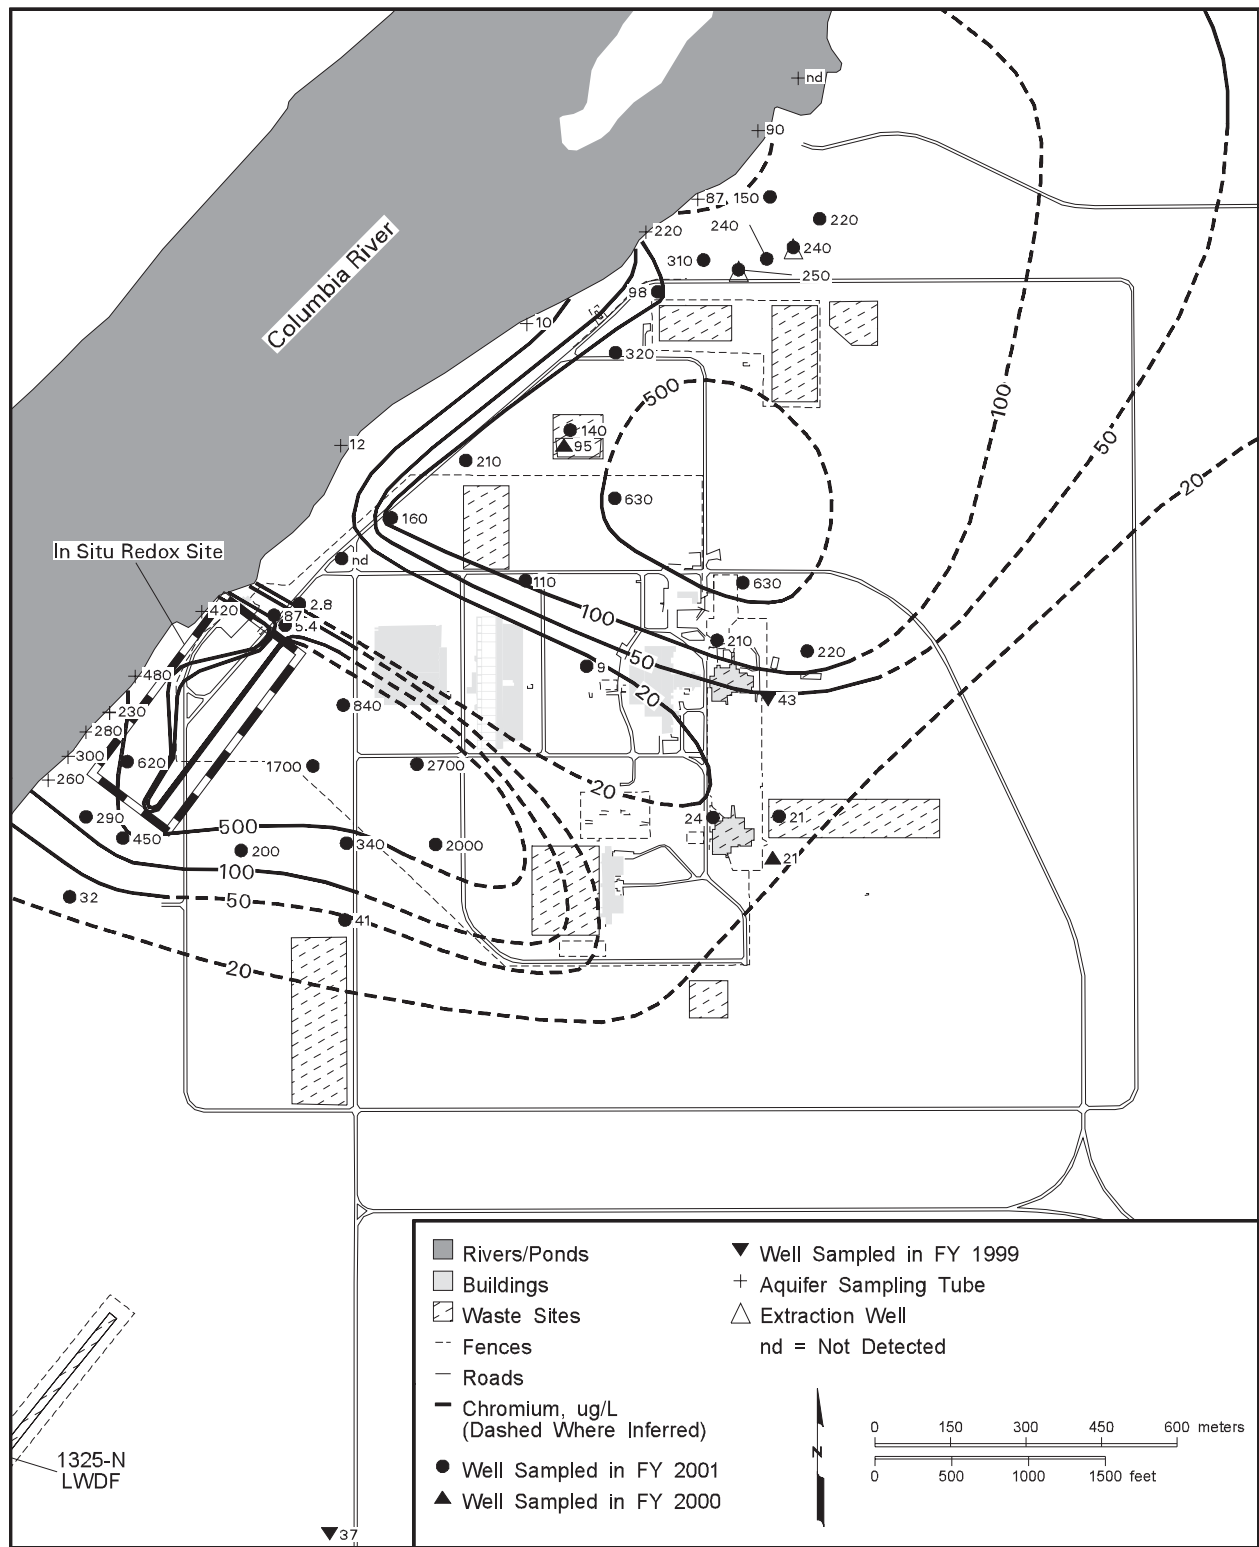 nd
90
87, 150
220
240
220
240
310
250
98
Columbia River
10
320
500
100
50
12
140
95
210
20
630
160
In Situ Redox Site
nd
110
630
2.8
420
87
5.4
100
210
50
220
9
480
20
43
840
230
280
300
620
1700
2700
260
20
290
24
21
500
450
340
2000
200
21
100
32
50
41
20
Rivers/Ponds
Buildings
Waste Sites
Fences
Roads
Chromium, ug/L
(Dashed Where Inferred)
Well Sampled in FY 2001
Well Sampled in FY 2000
Well Sampled in FY 1999
Aquifer Sampling Tube
Extraction Well
nd = Not Detected
N
0 150 300 450 600 meters
0 500 1000 1500 feet
1325-N
LWDF
37